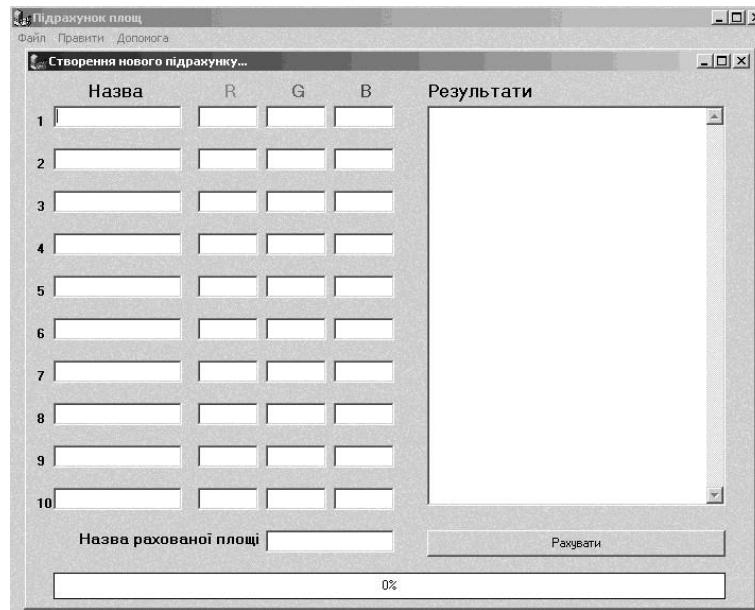 Підрахунок площ
Файл Правити Допомога
Створення нового підрахунку...
Назва R G B Результати
1
2
3
4
5
6
7
8
9
10
Назва рахованої площі
Рахувати
0%